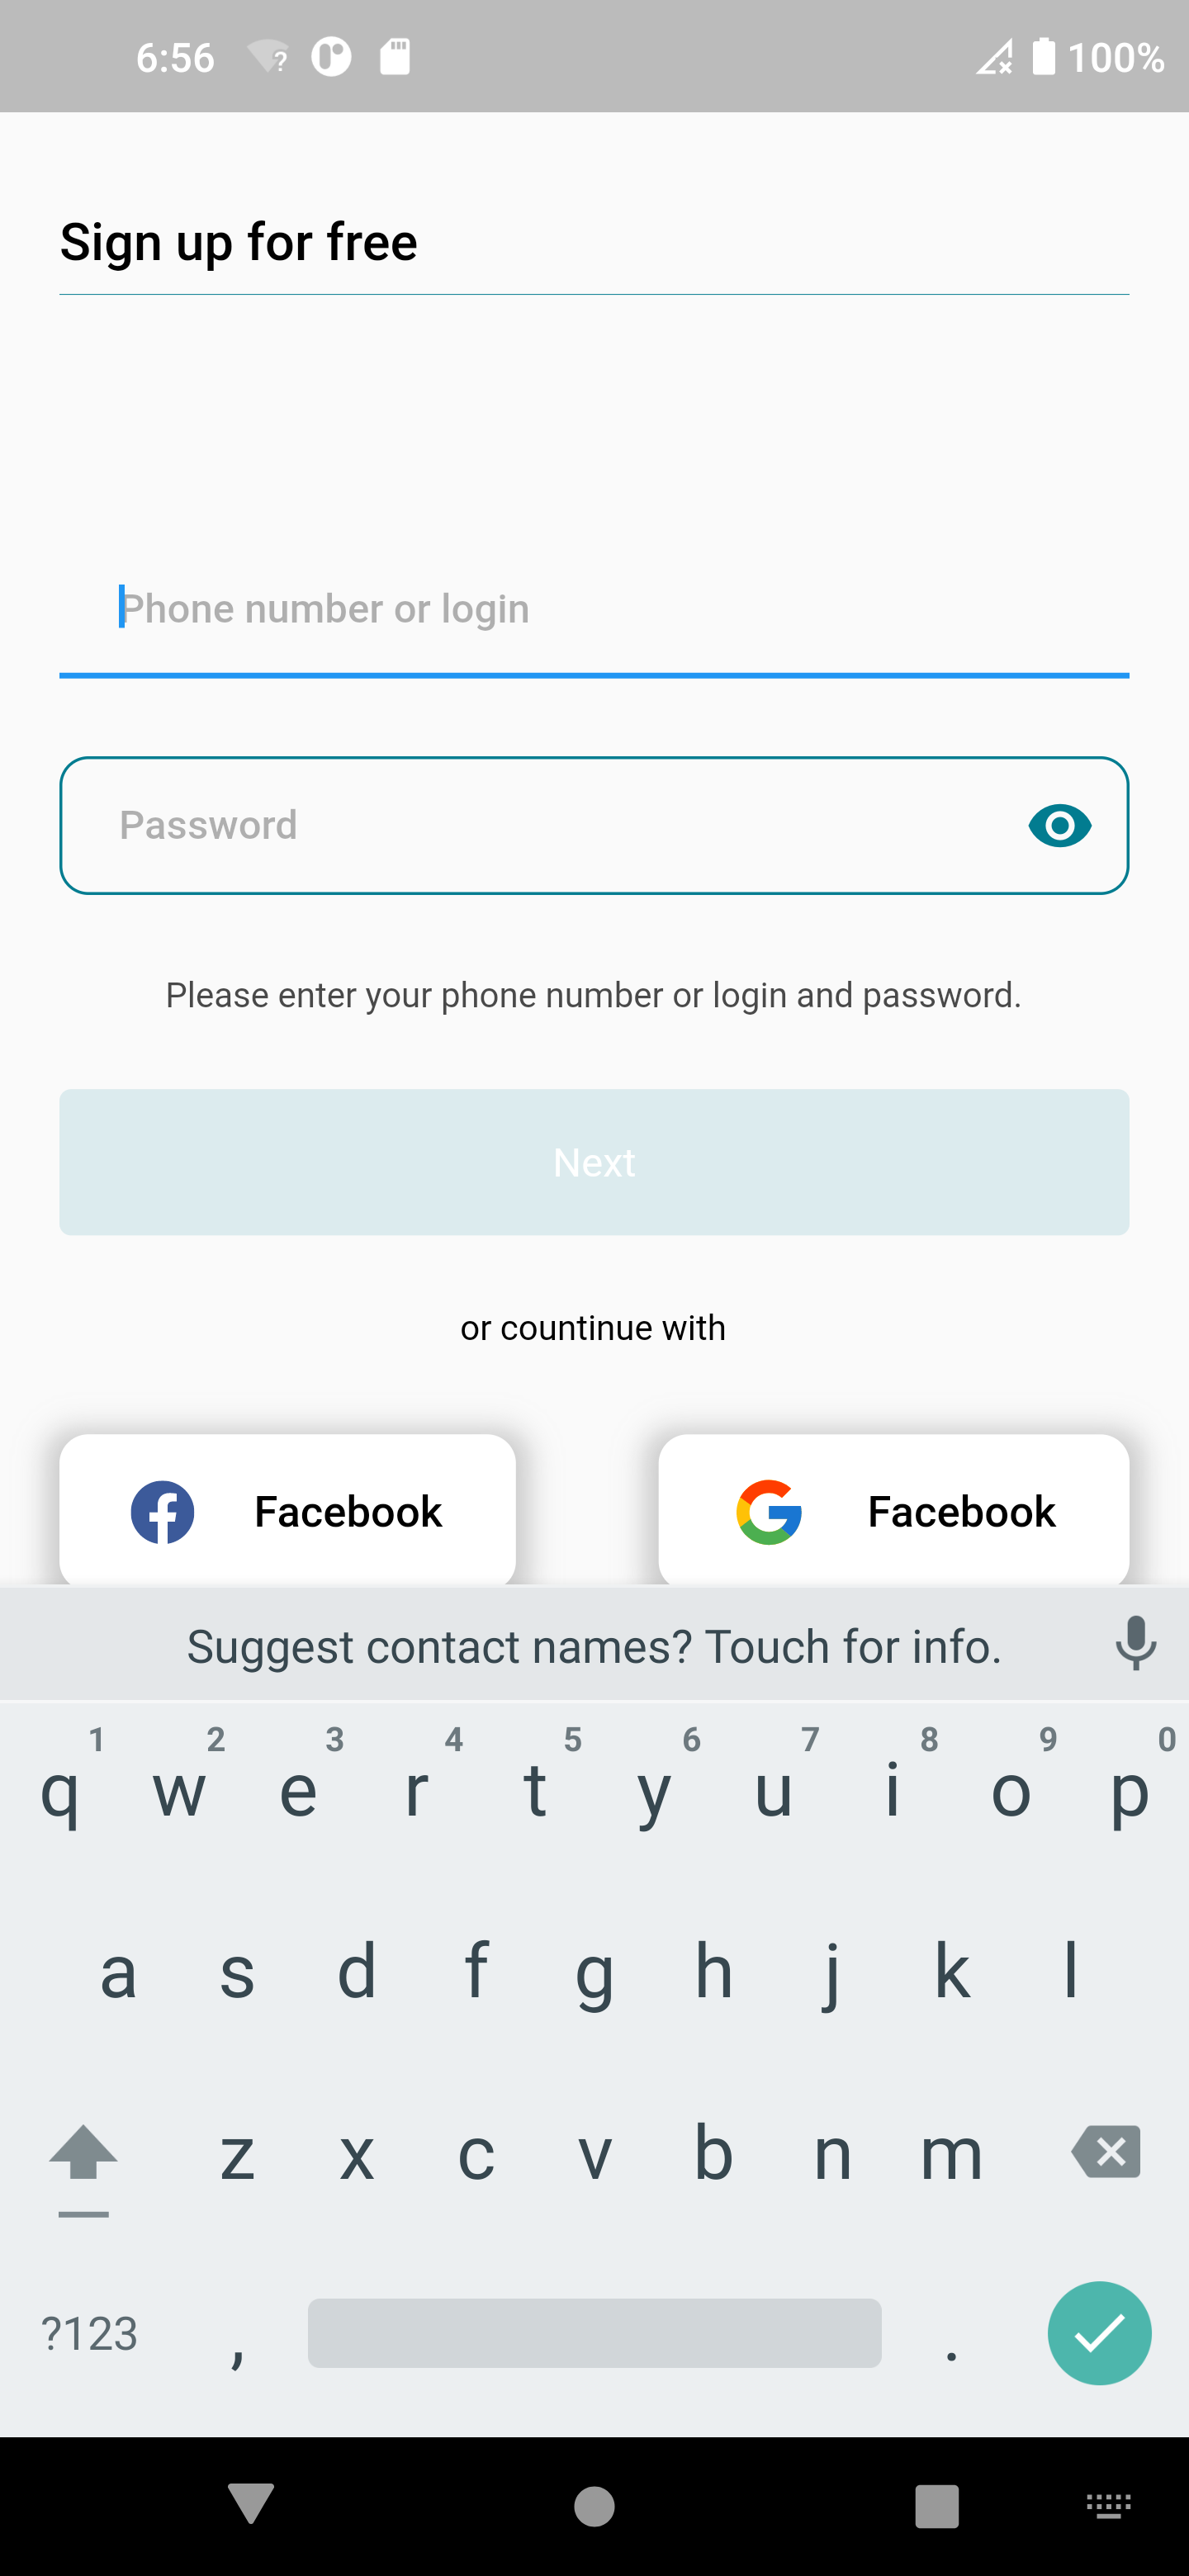 6:56 ? 100%
Sign up for free
Phone number or login
Password
Please enter your phone number or login and password.
Next
or countinue with
Facebook Facebook
Suggest contact names? Touch for info.
1 2 3 4 5 6 7 8 9 0
q w e r t y u i o p
a s d f g h j k l
z x c v b n m
?123 , .